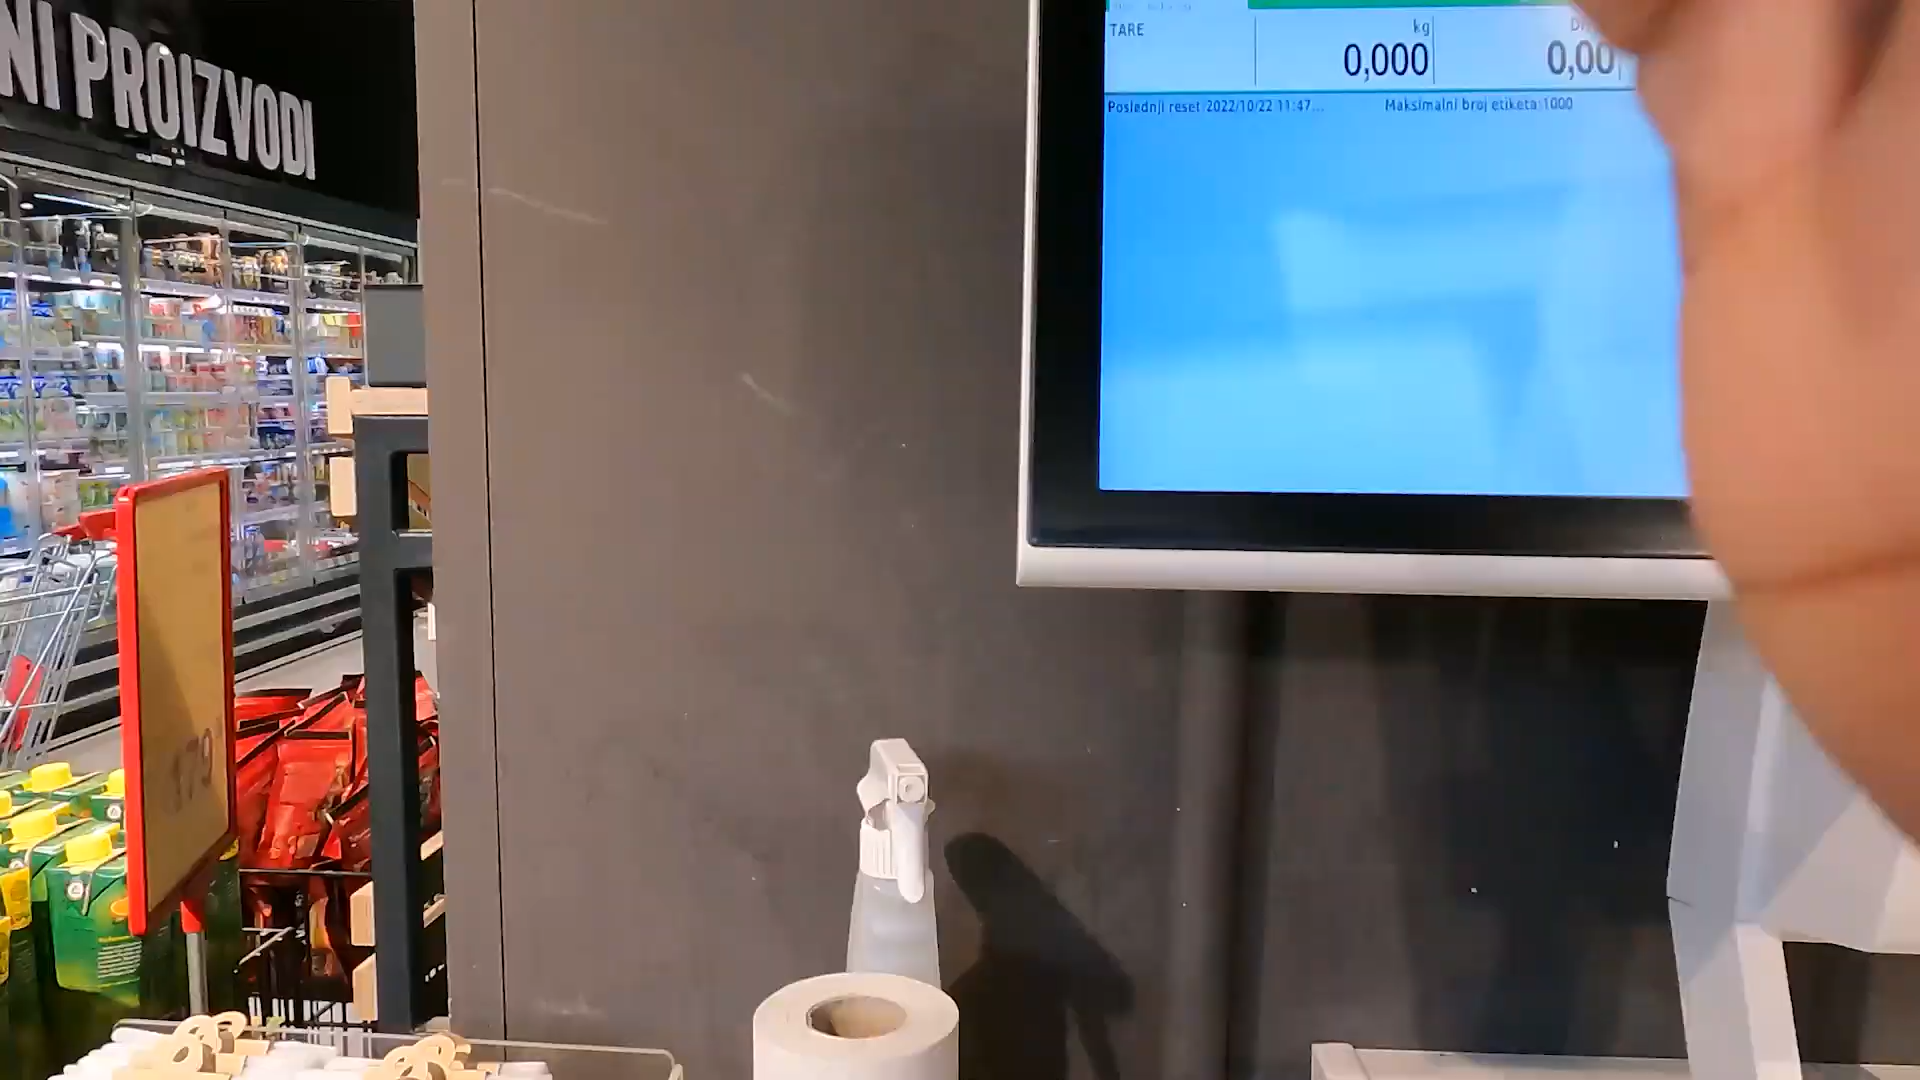 NI PROIZVODI
TARE
kg
0,000
0,00
Poslednji reset 2022/10/22 11:47...
Maksimalni broj etiketa:1000
179